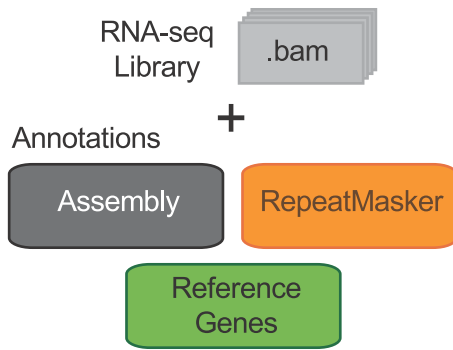 RNA-seq
Library
.bam
+
Annotations
Assembly
RepeatMasker
Reference
Genes